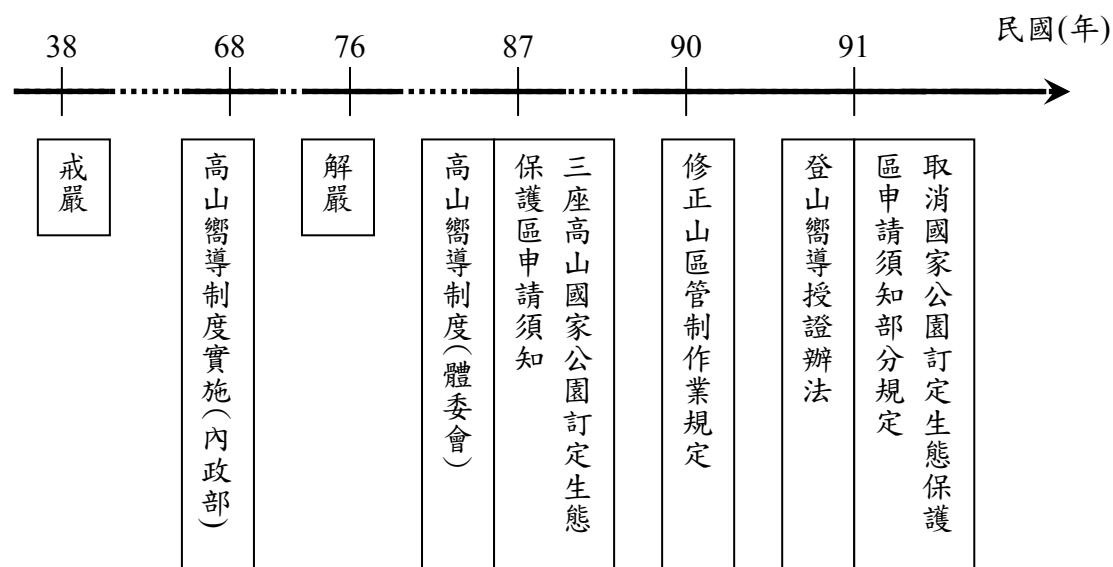 民國(年)
38
68
76
87
90
91
戒嚴
高山嚮導制度實施(內政部)
解嚴
高山嚮導制度(體委會)
三座高山國家公園訂定生態
保護區申請須知
修正山區管制作業規定
登山嚮導授證辦法
取消國家公園訂定生態保護
區申請須知部分規定